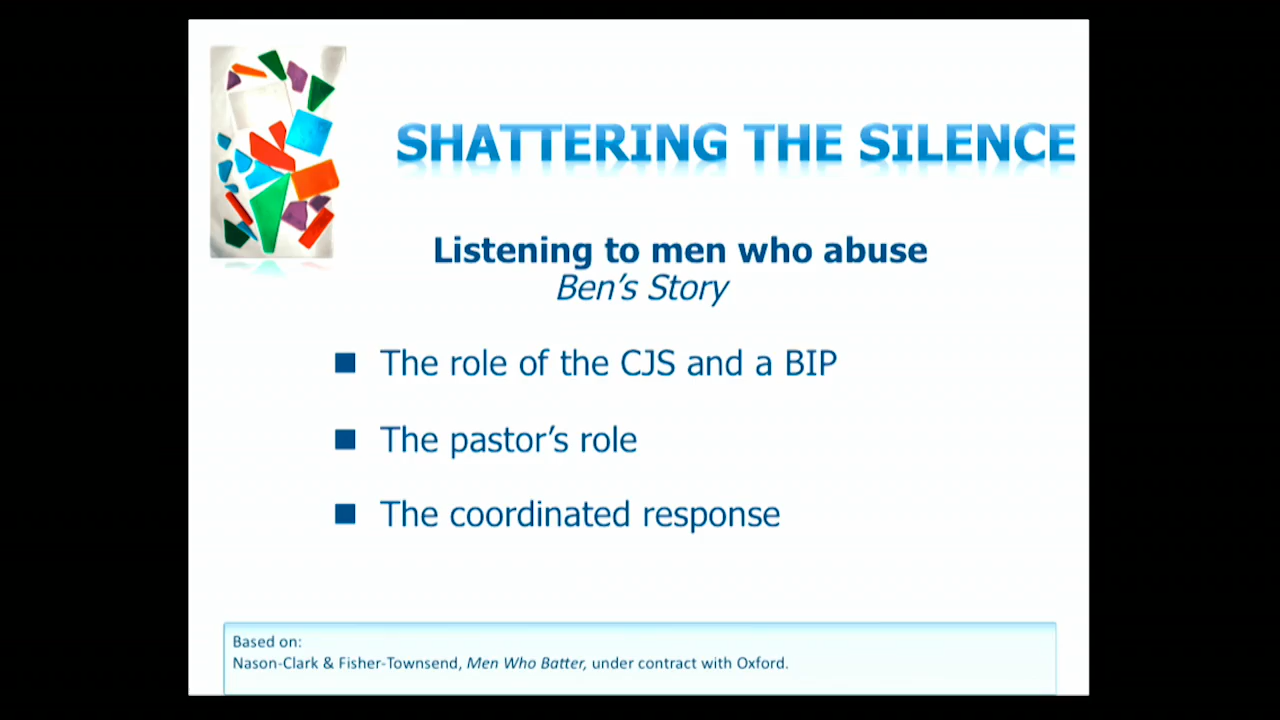 SHATTERING THE SILENCE
Listening to men who abuse
Ben's Story
■ The role of the CJS and a BIP
■ The pastor's role
■ The coordinated response
Based on:
Nason-Clark & Fisher-Townsend, Men Who Batter, under contract with Oxford.